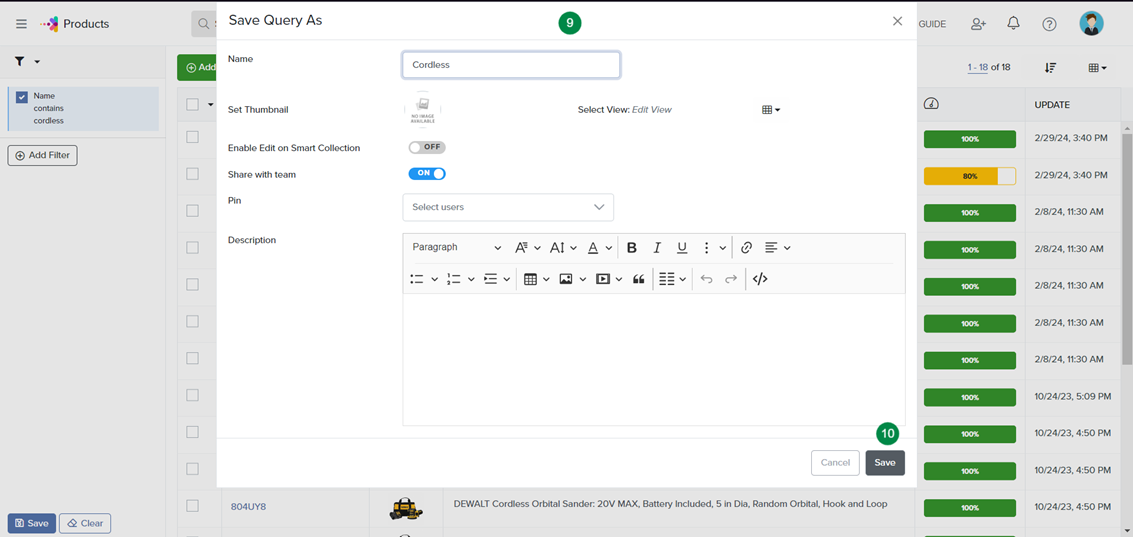 Products
Save Query As
9
GUIDE
Name
Cordless
Add
1 - 18 of 18
Name
contains
cordless
Set Thumbnail
NO IMAGE
AVAILABLE
Select View: Edit View
UPDATE
Add Filter
Enable Edit on Smart Collection
OFF
Share with team
ON
Pin
Select users
Description
Paragraph
100%
2/29/24, 3:40 PM
80%
2/29/24, 3:40 PM
100%
2/8/24, 11:30 AM
100%
2/8/24, 11:30 AM
100%
2/8/24, 11:30 AM
100%
2/8/24, 11:30 AM
100%
2/8/24, 11:30 AM
100%
10/24/23, 5:09 PM
100%
10/24/23, 4:50 PM
100%
10/24/23, 4:50 PM
10
Cancel
Save
804UY8
DEWALT Cordless Orbital Sander: 20V MAX, Battery Included, 5 in Dia, Random Orbital, Hook and Loop
100%
10/24/23, 4:50 PM
Save
Clear